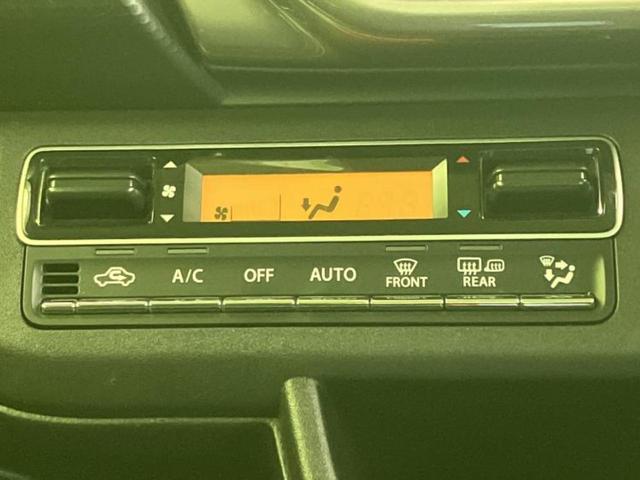 A/C OFF AUTO FRONT REAR